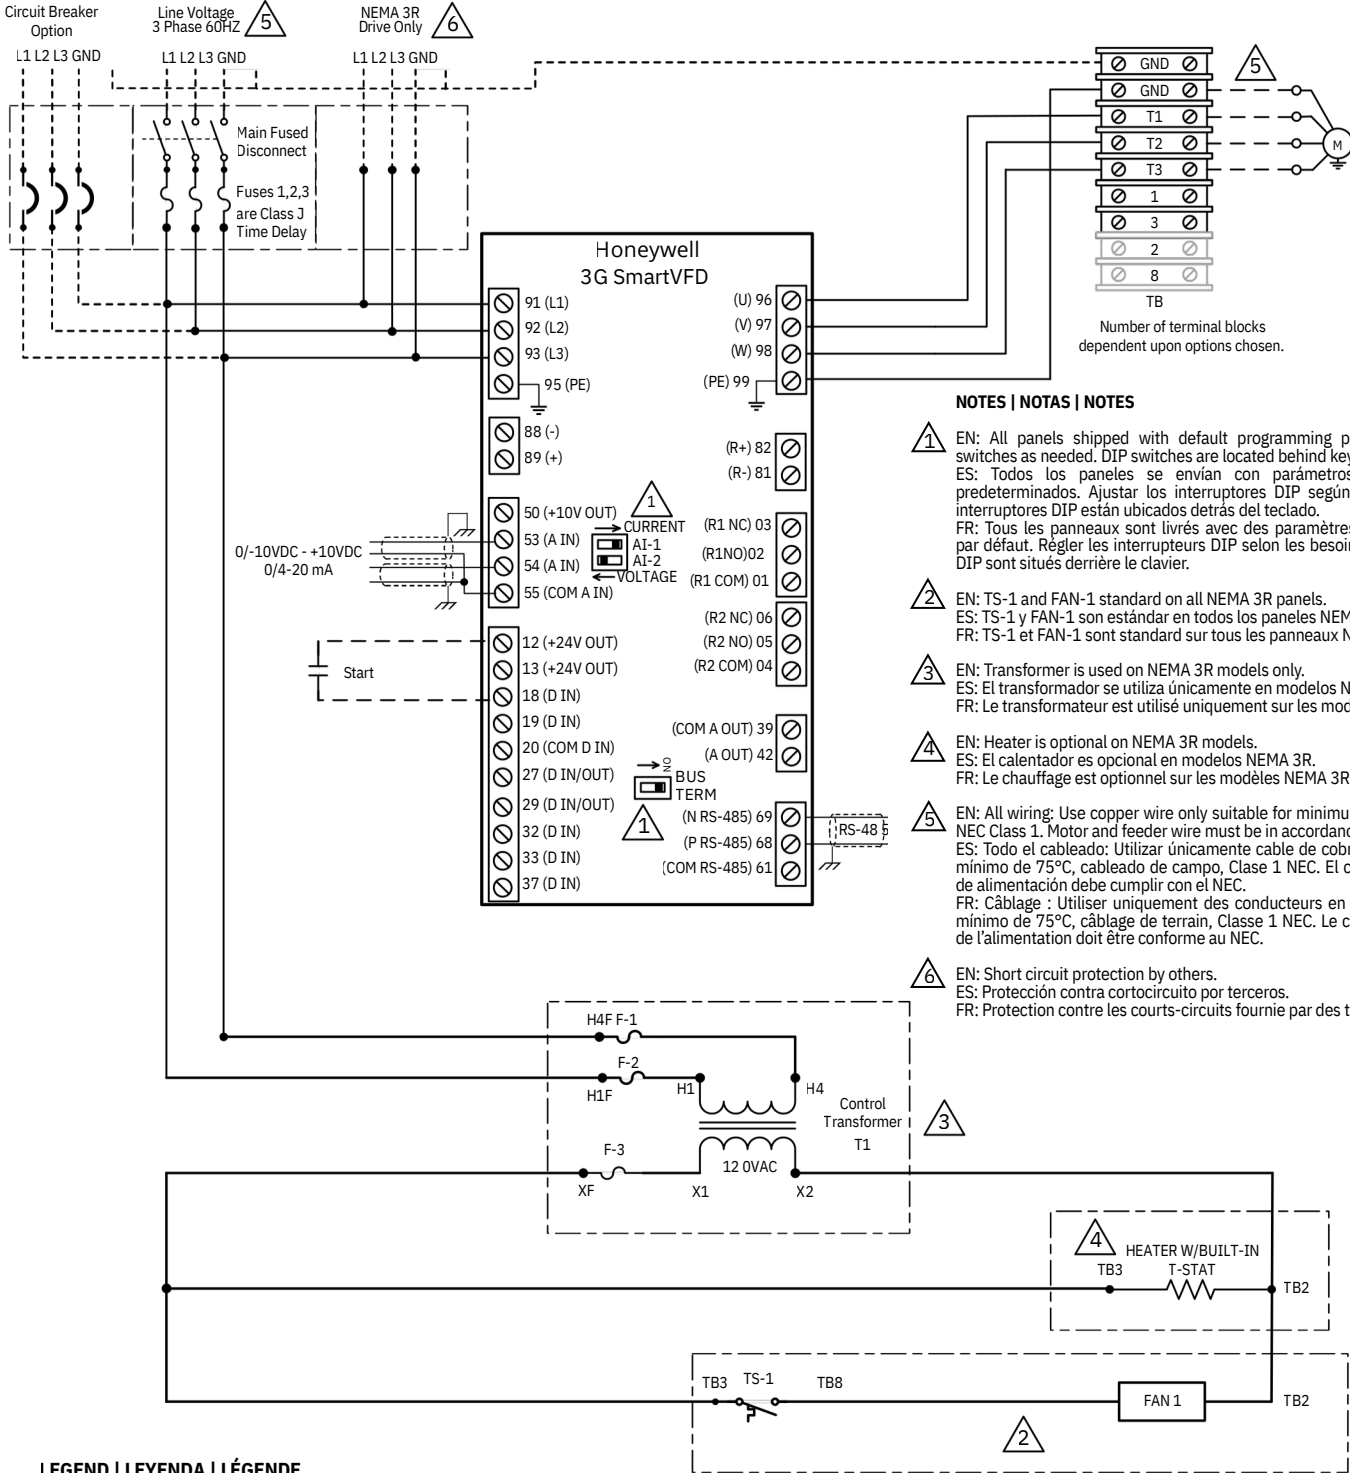 Circuit Breaker
Option
L1 L2 L3 GND
Line Voltage
3 Phase 60HZ
5
L1 L2 L3 GND
NEMA 3R
Drive Only
6
L1 L2 L3 GND
Main Fused
Disconnect
Fuses 1,2,3
are Class J
Time Delay
GND
GND
T1
T2
T3
1
3
2
8
TB
5
M
Number of terminal blocks
dependent upon options chosen.
Honeywell
3G SmartVFD
91 (L1)
92 (L2)
93 (L3)
95 (PE)
88 (-)
89 (+)
50 (+10V OUT)
53 (A IN)
54 (A IN)
55 (COM A IN)
12 (+24V OUT)
13 (+24V OUT)
18 (D IN)
19 (D IN)
20 (COM D IN)
27 (D IN/OUT)
29 (D IN/OUT)
32 (D IN)
33 (D IN)
37 (D IN)
1
CURRENT
AI-1
AI-2
VOLTAGE
ON
BUS
TERM
1
(U) 96
(V) 97
(W) 98
(PE) 99
(R+) 82
(R-) 81
(R1 NC) 03
(R1NO)02
(R1 COM) 01
(R2 NC) 06
(R2 NO) 05
(R2 COM) 04
(COM A OUT) 39
(A OUT) 42
(N RS-485) 69
(P RS-485) 68
(COM RS-485) 61
RS-48 5
0/-10VDC - +10VDC
0/4-20 mA
Start
NOTES | NOTAS | NOTES
1
EN: All panels shipped with default programming p
switches as needed. DIP switches are located behind key
ES: Todos los paneles se envían con parámetros
predeterminados. Ajustar los interruptores DIP según
interruptores DIP están ubicados detrás del teclado.
FR: Tous les panneaux sont livrés avec des paramètres
par défaut. Régler les interrupteurs DIP selon les besoin
DIP sont situés derrière le clavier.
2
EN: TS-1 and FAN-1 standard on all NEMA 3R panels.
ES: TS-1 y FAN-1 son estándar en todos los paneles NEM
FR: TS-1 et FAN-1 sont standard sur tous les panneaux N
3
EN: Transformer is used on NEMA 3R models only.
ES: El transformador se utiliza únicamente en modelos N
FR: Le transformateur est utilisé uniquement sur les mod
4
EN: Heater is optional on NEMA 3R models.
ES: El calentador es opcional en modelos NEMA 3R.
FR: Le chauffage est optionnel sur les modèles NEMA 3R
5
EN: All wiring: Use copper wire only suitable for minimu
NEC Class 1. Motor and feeder wire must be in accordanc
ES: Todo el cableado: Utilizar únicamente cable de cobr
mínimo de 75°C, cableado de campo, Clase 1 NEC. El c
de alimentación debe cumplir con el NEC.
FR: Câblage : Utiliser uniquement des conducteurs en
mínimo de 75°C, câblage de terrain, Classe 1 NEC. Le c
de l'alimentation doit être conforme au NEC.
6
EN: Short circuit protection by others.
ES: Protección contra cortocircuito por terceros.
FR: Protection contre les courts-circuits fournie par des t
H4F F-1
F-2
H1F
H1
H4
Control
Transformer
T1
3
F-3
12 0VAC
XF
X1
X2
4
HEATER W/BUILT-IN
TB3
T-STAT
TB2
TB3
TS-1
TB8
FAN 1
TB2
2
LEGEND | LEYENDA | LÉGENDE